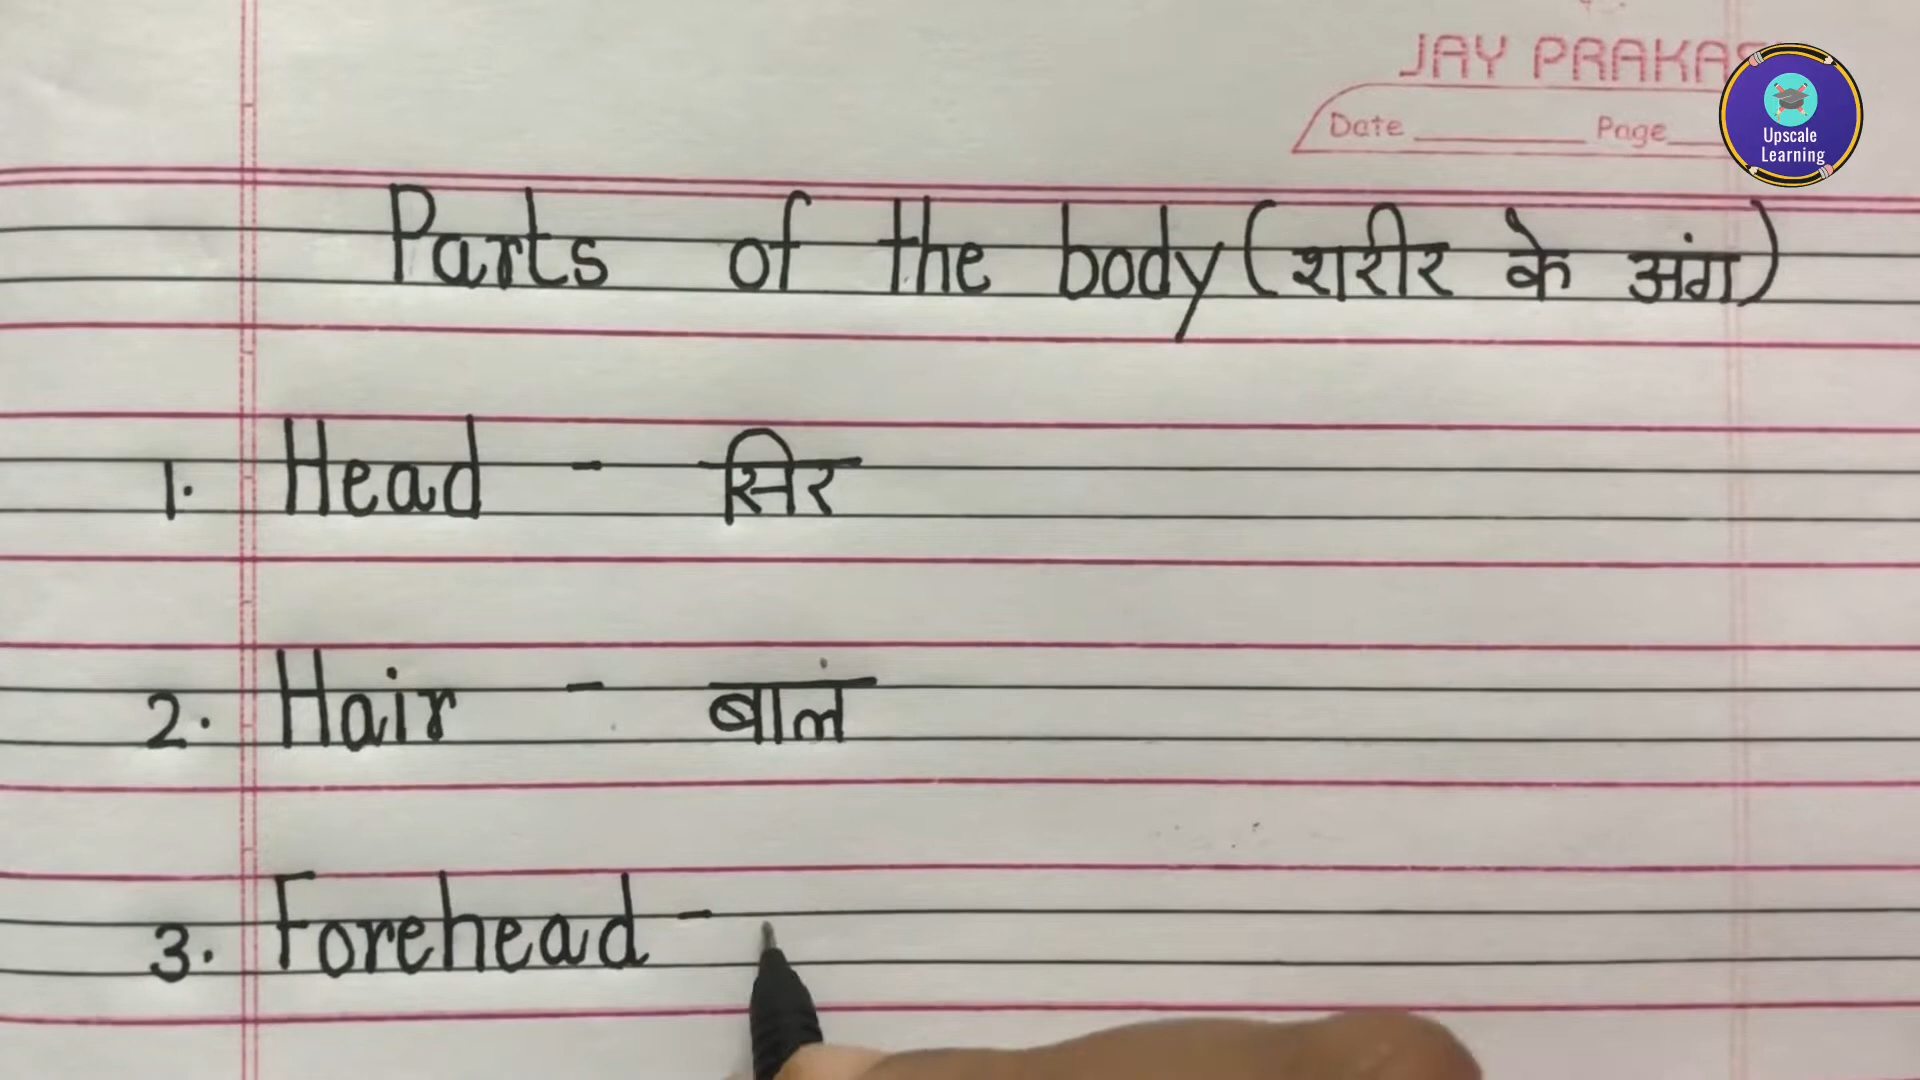 JAY PRAKAS
Date Page
Upscale
Learning
Parts of the body (शरीर के अंग)
1. Head - सिर
2. Hair - बाल
3. Forehead -